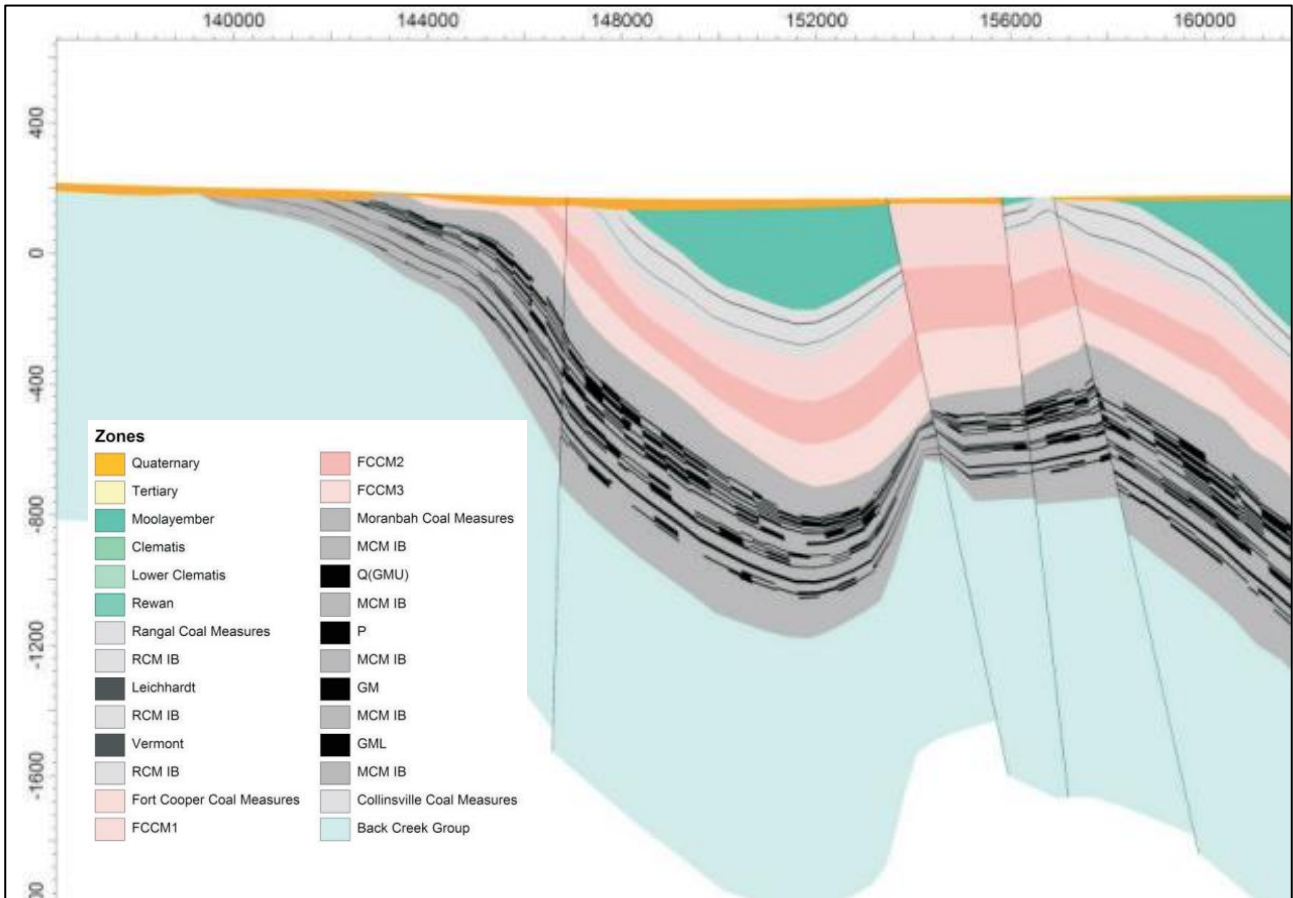 140000 144000 148000 152000 156000 160000
400
0
-400
-800
-1200
-1600
00
Zones
Quaternary
Tertiary
Moolayember
Clematis
Lower Clematis
Rewan
Rangal Coal Measures
RCM IB
Leichhardt
RCM IB
Vermont
RCM IB
Fort Cooper Coal Measures
FCCM1
FCCM2
FCCM3
Moranbah Coal Measures
MCM IB
Q(GMU)
MCM IB
P
MCM IB
GM
MCM IB
GML
MCM IB
Collinsville Coal Measures
Back Creek Group